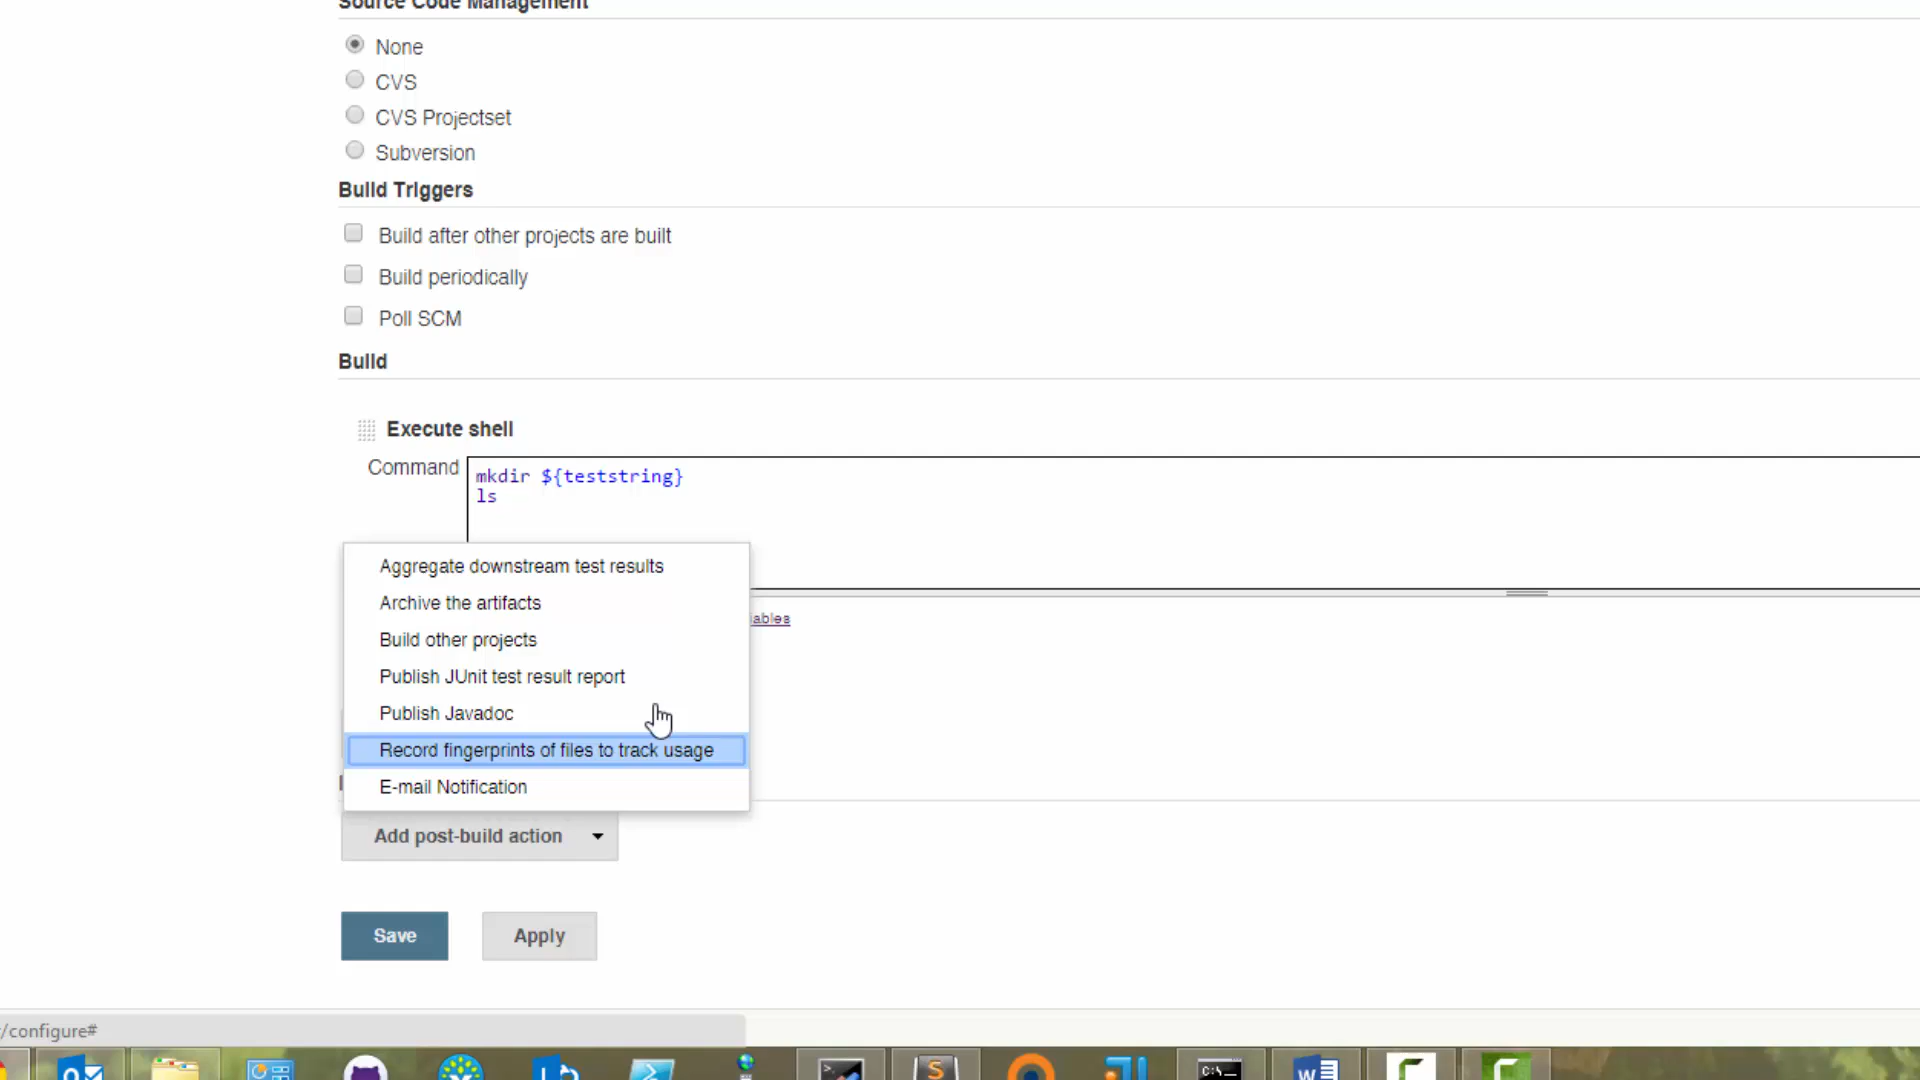 Source Code Management
None
CVS
CVS Projectset
Subversion
Build Triggers
Build after other projects are built
Build periodically
Poll SCM
Build
Execute shell
Command
mkdir ${teststring}
ls
Aggregate downstream test results
Archive the artifacts
ables
Build other projects
Publish JUnit test result report
Publish Javadoc
Record fingerprints of files to track usage
E-mail Notification
Add post-build action
Save Apply
/configure#